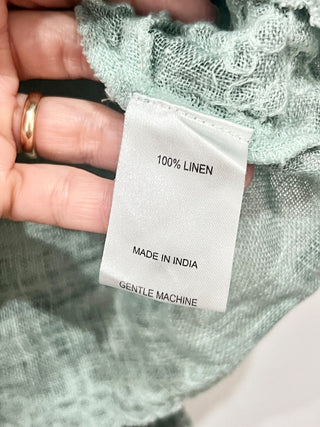 100% LINEN
MADE IN INDIA
GENTLE MACHINE